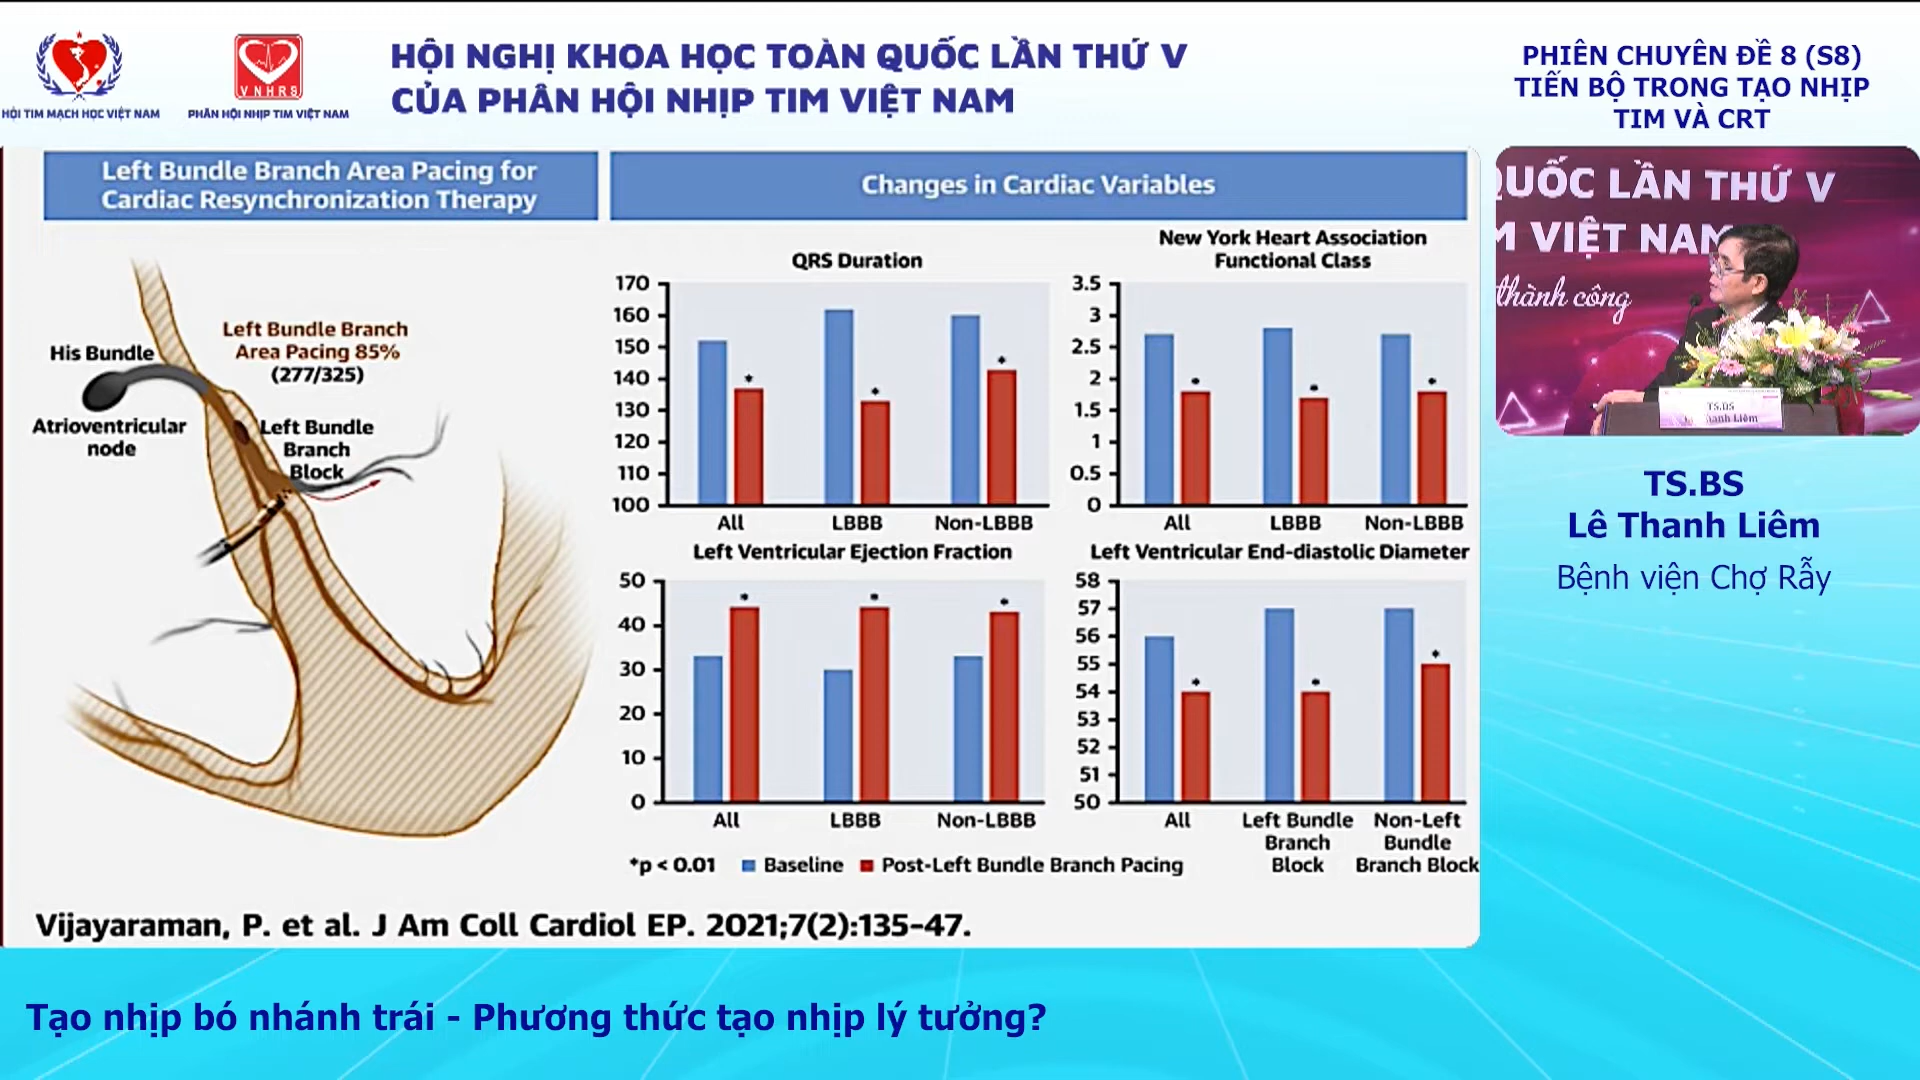 HỘI TIM MẠCH HỌC VIỆT NAM
VNHRS
PHÂN HỘI NHỊP TIM VIỆT NAM
HỘI NGHỊ KHOA HỌC TOÀN QUỐC LẦN THỨ V
CỦA PHÂN HỘI NHỊP TIM VIỆT NAM
PHIÊN CHUYÊN ĐỀ 8 (S8)
TIẾN BỘ TRONG TẠO NHỊP
TIM VÀ CRT
Left Bundle Branch Area Pacing for
Cardiac Resynchronization Therapy
His Bundle
Left Bundle Branch
Area Pacing 85%
(277/325)
Atrioventricular
node
Left Bundle
Branch
Block
Changes in Cardiac Variables
QRS Duration
170
160
150
140
130
120
110
100
*
*
*
All LBBB Non-LBBB
New York Heart Association
Functional Class
3.5
3
2.5
2
1.5
1
0.5
0
*
*
*
All LBBB Non-LBBB
Left Ventricular Ejection Fraction
50
40
30
20
10
0
*
*
*
All LBBB Non-LBBB
Left Ventricular End-diastolic Diameter
58
57
56
55
54
53
52
51
50
*
*
*
All Left Bundle Branch Block Non-Left Bundle Branch Block
*p < 0.01 Baseline Post-Left Bundle Branch Pacing
Vijayaraman, P. et al. J Am Coll Cardiol EP. 2021;7(2):135-47.
QUỐC LẦN THỨ V
M VIỆT NAM
thành công
TS.BS
Thanh Liêm
TS.BS
Lê Thanh Liêm
Bệnh viện Chợ Rẫy
Tạo nhịp bó nhánh trái - Phương thức tạo nhịp lý tưởng?